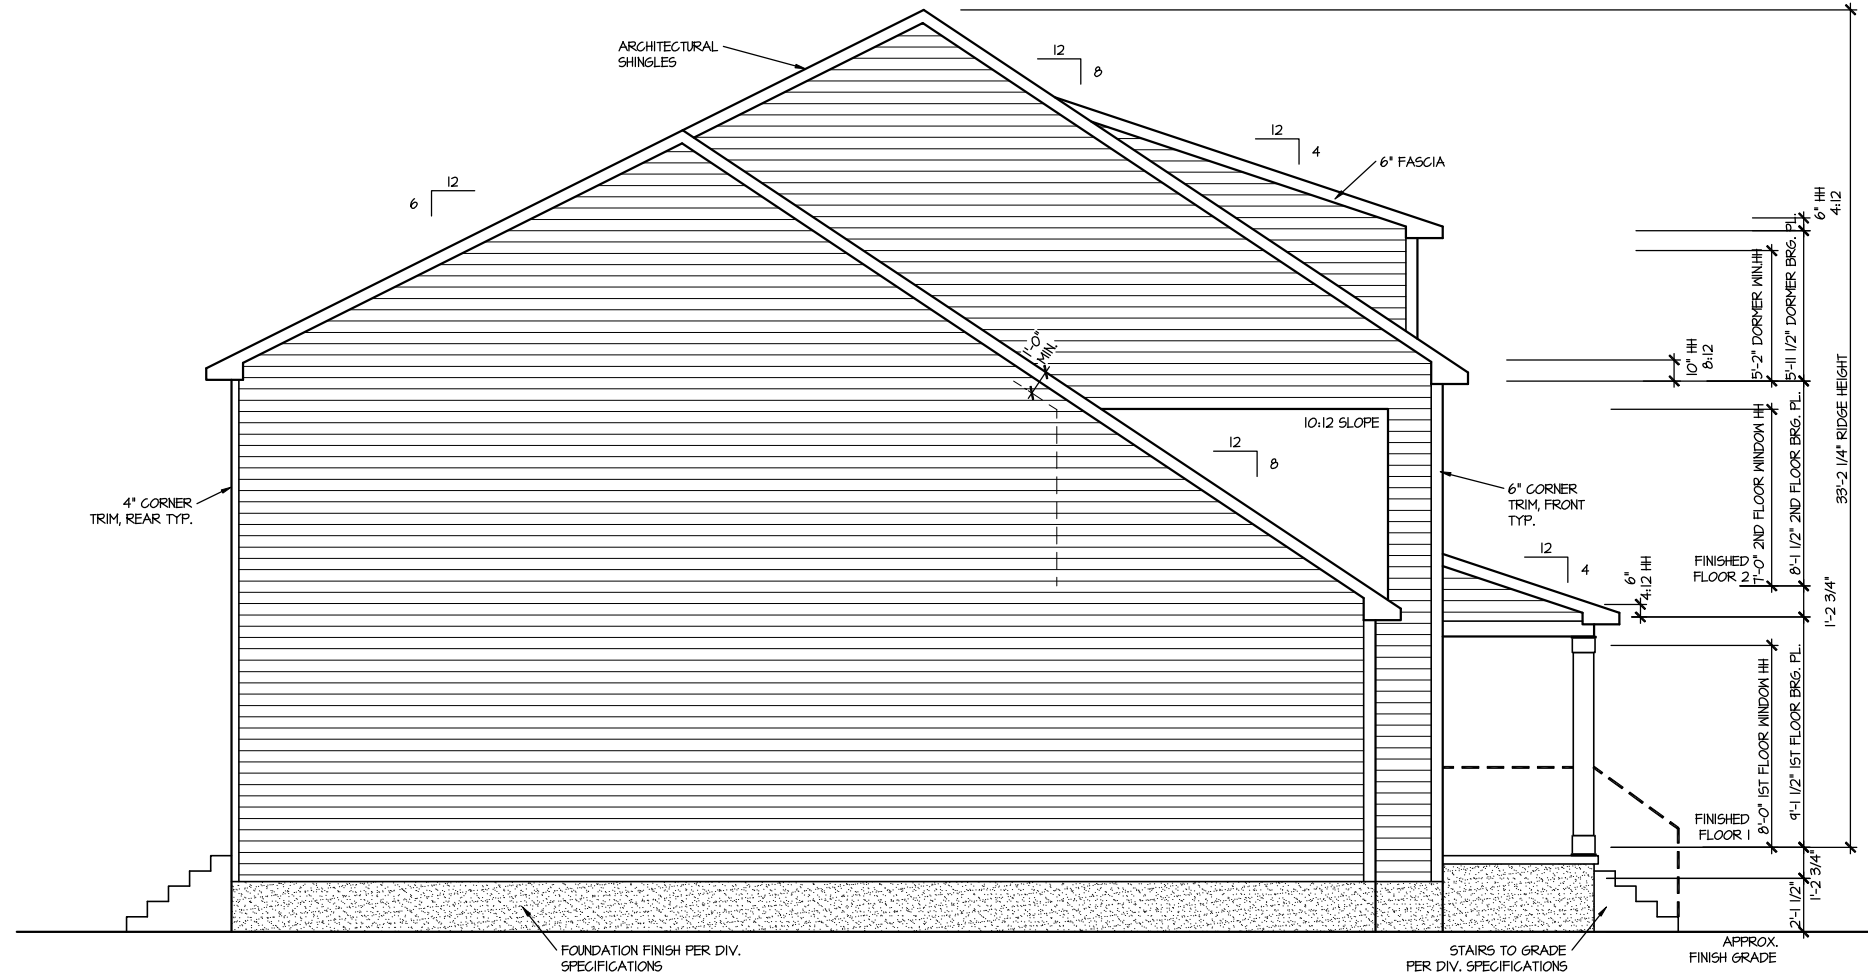 ARCHITECTURAL
SHINGLES
12
8
12
4
6" FASCIA
12
6
6" HH
4:12
5'-2" DORMER WIN.HH
5'-11 1/2" DORMER BRG. PL.
10" HH
8:12
33'-2 1/4" RIDGE HEIGHT
1'-0"
MIN.
10:12 SLOPE
12
8
4" CORNER
TRIM, REAR TYP.
6" CORNER
TRIM, FRONT
TYP.
7'-0" 2ND FLOOR WINDOW HH
8'-1 1/2" 2ND FLOOR BRG. PL.
12
4
FINISHED
FLOOR 2
6"
4:12 HH
1'-2 3/4"
8'-0" 1ST FLOOR WINDOW HH
9'-1 1/2" 1ST FLOOR BRG. PL.
FINISHED
FLOOR 1
1'-2 3/4"
2'-1 1/2"
FOUNDATION FINISH PER DIV.
SPECIFICATIONS
STAIRS TO GRADE
PER DIV. SPECIFICATIONS
APPROX.
FINISH GRADE